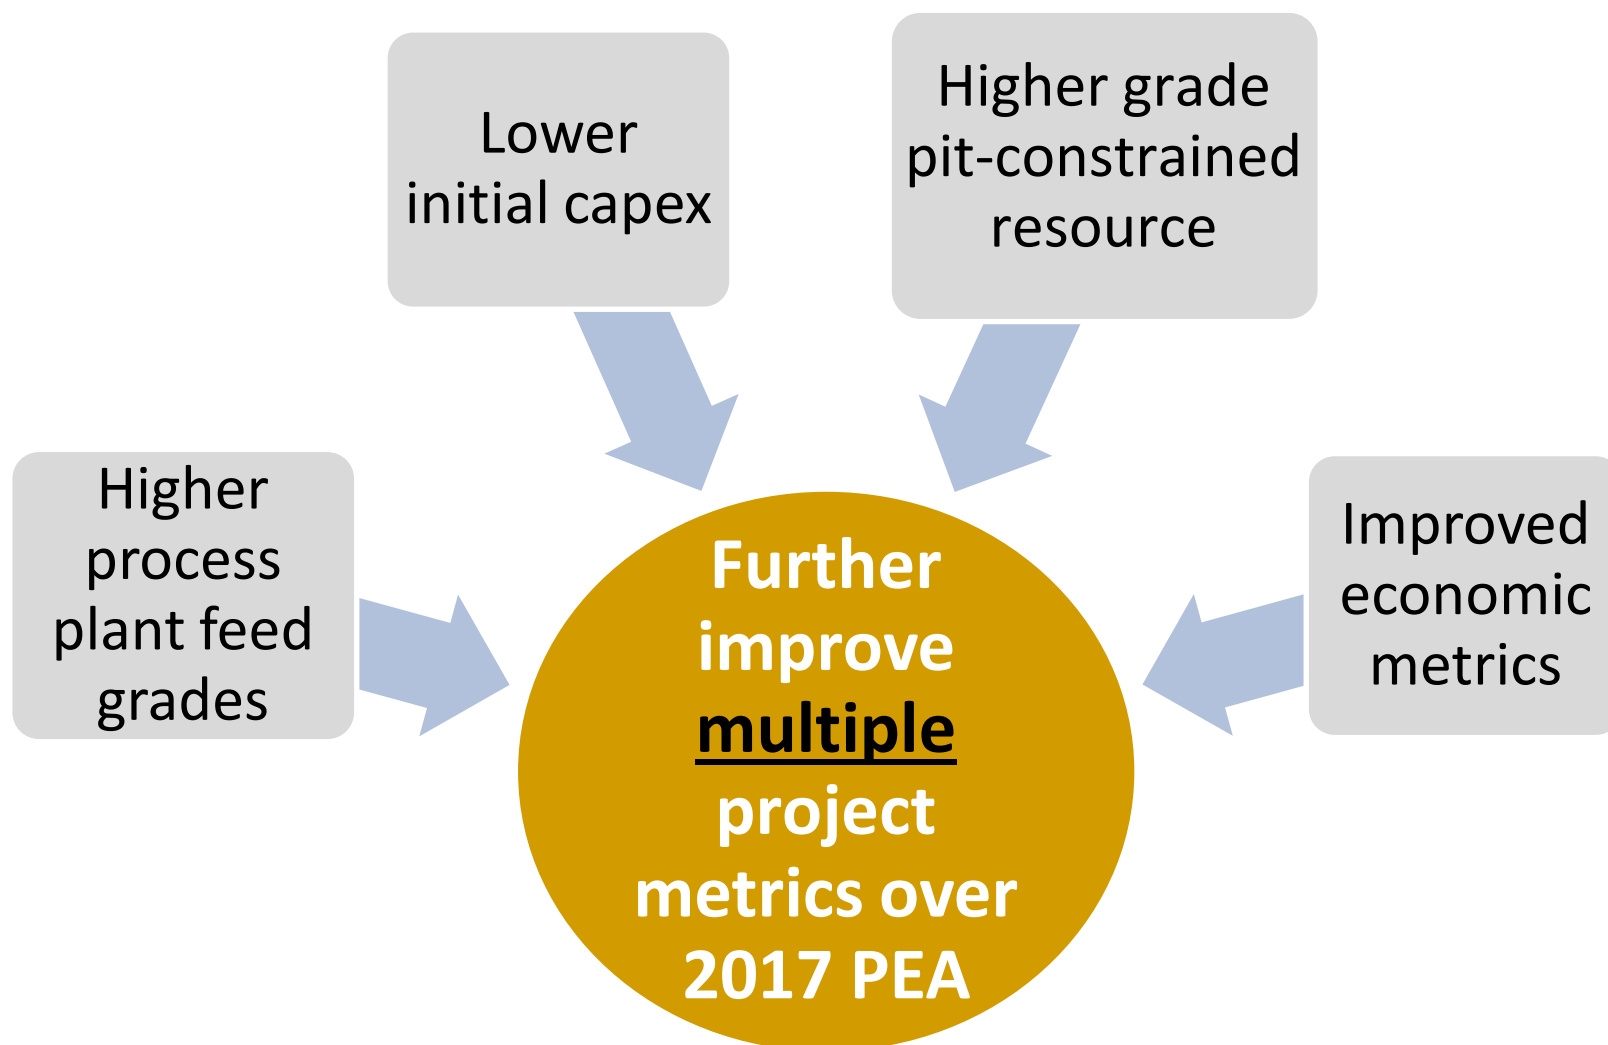 Lower
initial capex
Higher grade
pit-constrained
resource
Higher
process
plant feed
grades
Improved
economic
metrics
Further
improve
multiple
project
metrics over
2017 PEA